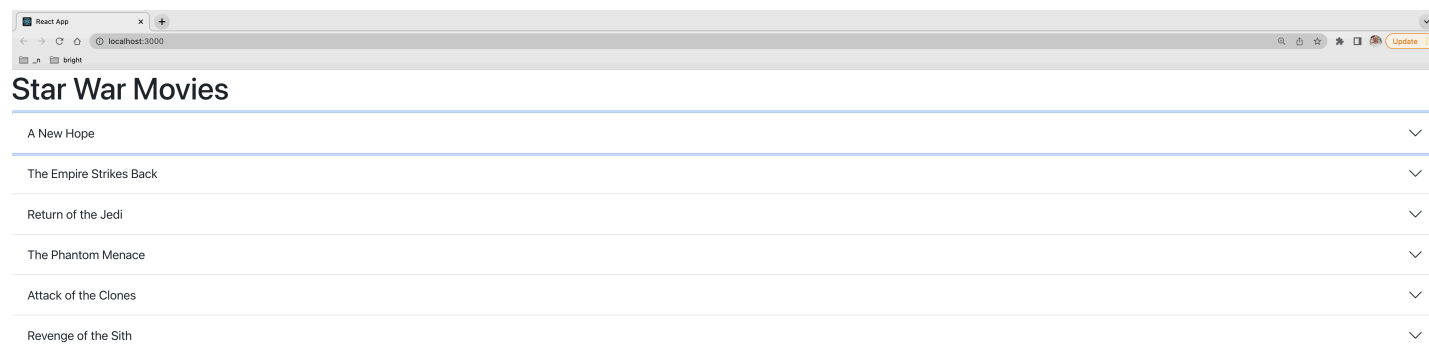 React App
localhost:3000
Update
_n bright
Star War Movies
A New Hope
The Empire Strikes Back
Return of the Jedi
The Phantom Menace
Attack of the Clones
Revenge of the Sith